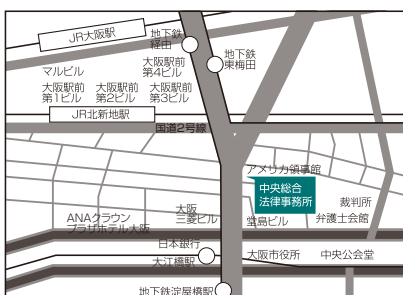 JR大阪駅
地下鉄
経田
地下鉄
東梅田
マルビル
大阪駅前
第4ビル
大阪駅前
第1ビル
大阪駅前
第2ビル
大阪駅前
第3ビル
JR北新地駅
国道2号線
アメリカ領事館
中央総合
法律事務所
裁判所
弁護士会館
大阪
三菱ビル
堂島ビル
ANAクラウン
プラザホテル大阪
日本銀行
大江橋駅
大阪市役所
中央公会堂
地下鉄淀屋橋駅